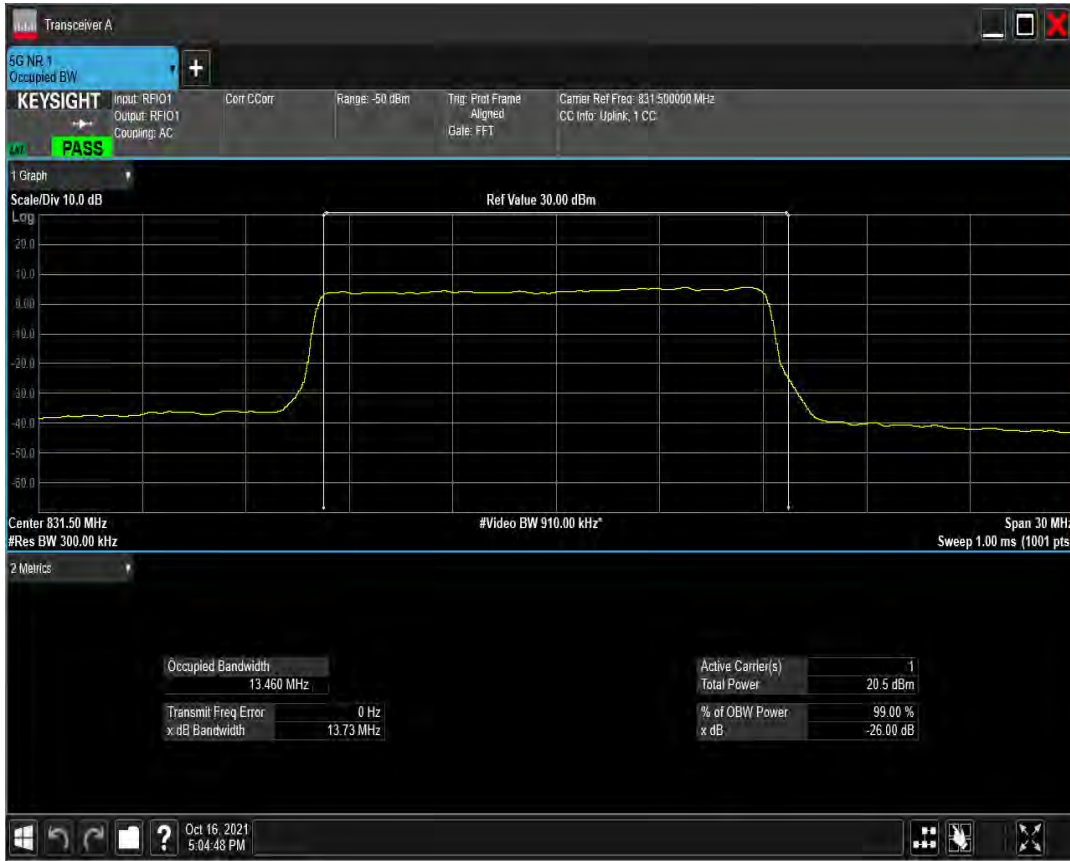 Transceiver A
5G NR 1
Occupied BW
+
KEYSIGHT
Input: RFIO1
Output: RFIO1
Coupling: AC
Corr CCorr
Range: -50 dBm
Trig: Prot Frame
Aligned
Gate: FFT
Carrier Ref Freq: 831.500000 MHz
CC Info: Uplink, 1 CC
PASS
1 Graph
Scale/Div 10.0 dB
Ref Value 30.00 dBm
Log
20.0
10.0
0.00
-10.0
-20.0
-30.0
-40.0
-50.0
-60.0
Center 831.50 MHz
#Video BW 910.00 kHz*
Span 30 MHz
#Res BW 300.00 kHz
Sweep 1.00 ms (1001 pts
2 Metrics
Occupied Bandwidth
13.460 MHz
Transmit Freq Error 0 Hz
x dB Bandwidth 13.73 MHz
Active Carrier(s) 1
Total Power 20.5 dBm
% of OBW Power 99.00 %
x dB -26.00 dB
?
Oct 16, 2021
5:04:48 PM